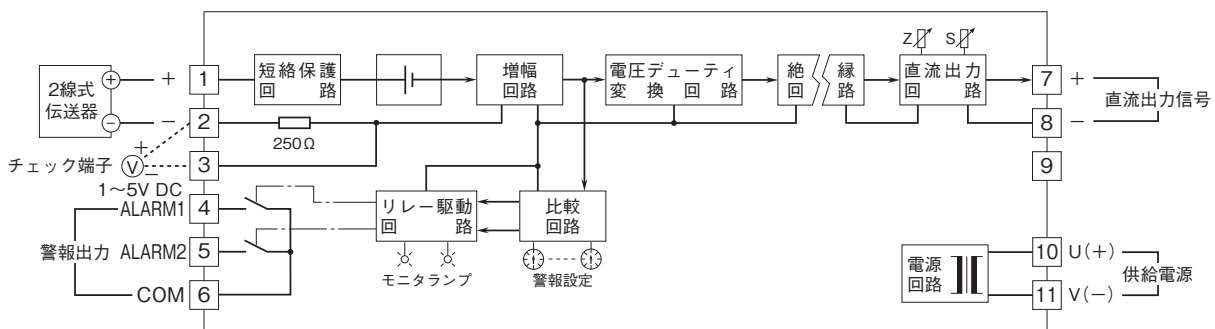 2線式
伝送器
+
−
+
−
1
2
3
4
5
6
短絡保護
回路
250Ω
増幅
回路
電圧デューティ
変換回路
絶縁
回路
Z
S
直流出力
回路
7
8
9
+
−
直流出力信号
チェック端子
V
+
−
1〜5V DC
ALARM1
警報出力
ALARM2
COM
リレー駆動
回路
モニタランプ
比較
回路
警報設定
電源
回路
10
11
U(+)
V(−)
供給電源